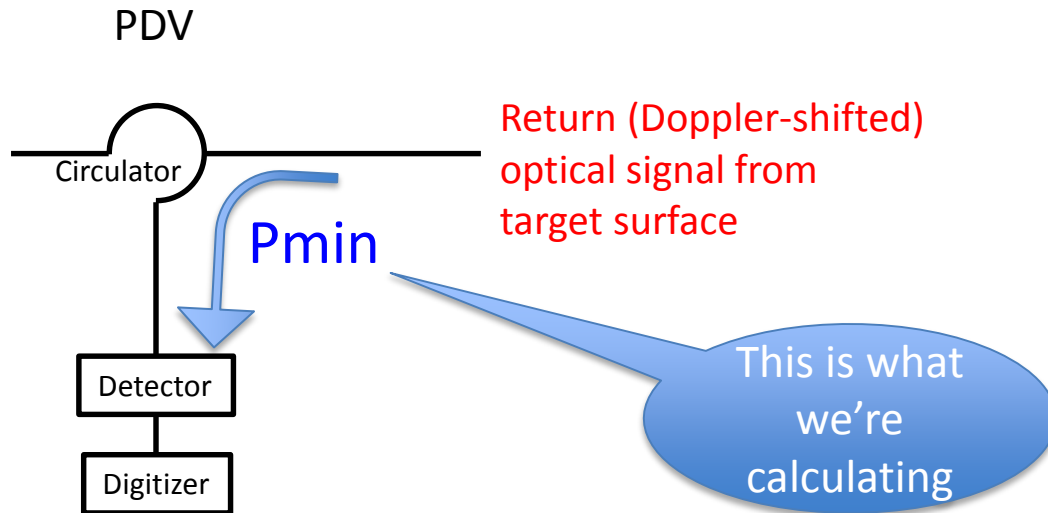 PDV
Return (Doppler-shifted)
optical signal from
target surface
Circulator
Pmin
This is what
we’re
calculating
Detector
Digitizer